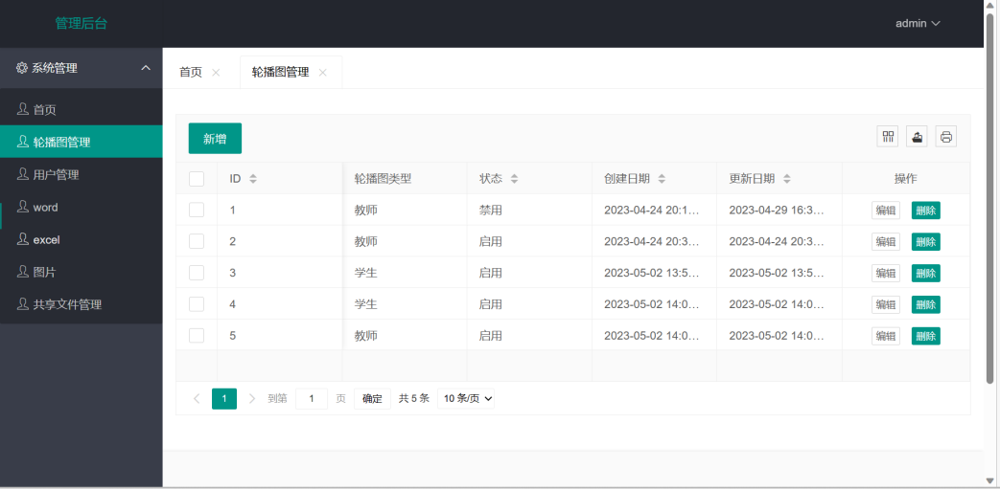 管理后台
admin
系统管理
首页
轮播图管理
用户管理
word
excel
图片
共享文件管理
首页
轮播图管理
新增
ID 轮播图类型 状态 创建日期 更新日期 操作
1 教师 禁用 2023-04-24 20:1... 2023-04-29 16:3... 编辑 删除
2 教师 启用 2023-04-24 20:3... 2023-04-24 20:3... 编辑 删除
3 学生 启用 2023-05-02 13:5... 2023-05-02 13:5... 编辑 删除
4 学生 启用 2023-05-02 14:0... 2023-05-02 14:0... 编辑 删除
5 教师 启用 2023-05-02 14:0... 2023-05-02 14:0... 编辑 删除
1 到第 1 页 确定 共 5 条 10 条/页